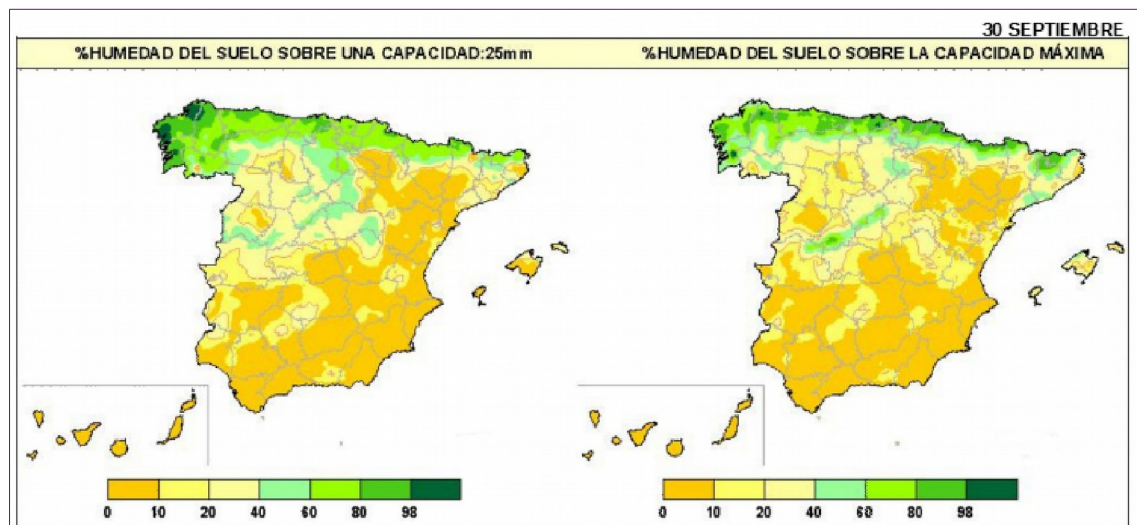 30 SEPTIEMBRE
%HUMEDAD DEL SUELO SOBRE UNA CAPACIDAD:25mm
%HUMEDAD DEL SUELO SOBRE LA CAPACIDAD MÁXIMA
0 10 20 40 60 80 98
0 10 20 40 60 80 98